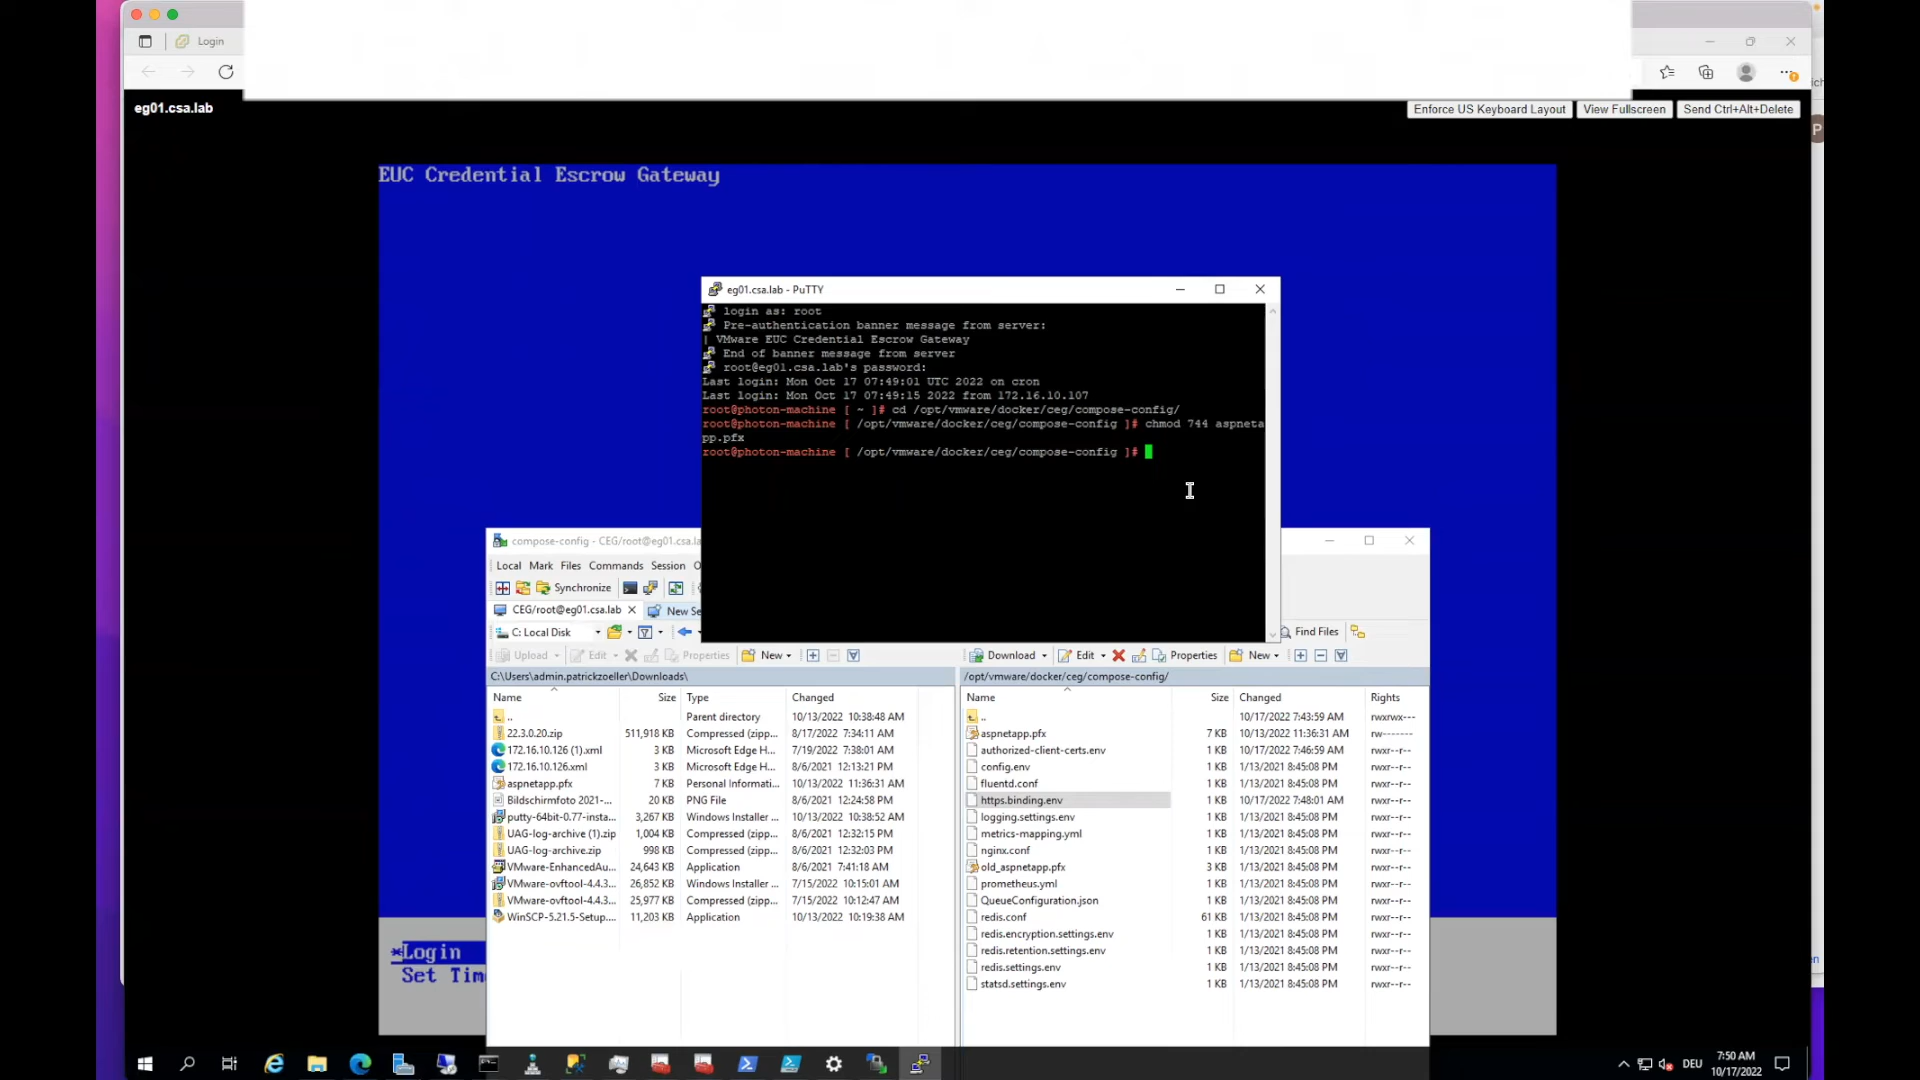 Login
eg01.csa.lab
Enforce US Keyboard Layout
View Fullscreen
Send Ctrl+Alt+Delete
EUC Credential Escrow Gateway
eg01.csa.lab - PuTTY
login as: root
Pre-authentication banner message from server:
| VMware EUC Credential Escrow Gateway
End of banner message from server
root@eg01.csa.lab's password:
Last login: Mon Oct 17 07:49:01 UTC 2022 on cron
Last login: Mon Oct 17 07:49:15 2022 from 172.16.10.107
root@photon-machine [ ~ ]# cd /opt/vmware/docker/ceg/compose-config/
root@photon-machine [ /opt/vmware/docker/ceg/compose-config ]# chmod 744 aspneta
pp.pfx
root@photon-machine [ /opt/vmware/docker/ceg/compose-config ]#
compose-config - CEG/root@eg01.csa.la
Local Mark Files Commands Session O
Synchronize
CEG/root@eg01.csa.lab
New Se
C: Local Disk
Find Files
Upload Edit Properties New
Download Edit Properties New
C:\Users\admin.patrickzoeller\Downloads\
Name Size Type Changed
.. Parent directory 10/13/2022 10:38:48 AM
22.3.0.20.zip 511,918 KB Compressed (zipp... 8/17/2022 7:34:11 AM
172.16.10.126 (1).xml 3 KB Microsoft Edge H... 7/19/2022 7:38:01 AM
172.16.10.126.xml 3 KB Microsoft Edge H... 8/6/2021 12:13:21 PM
aspnetapp.pfx 7 KB Personal Informati... 10/13/2022 11:36:31 AM
Bildschirmfoto 2021-... 20 KB PNG File 8/6/2021 12:24:58 PM
putty-64bit-0.77-insta... 3,267 KB Windows Installer ... 10/13/2022 10:38:52 AM
UAG-log-archive (1).zip 1,004 KB Compressed (zipp... 8/6/2021 12:32:15 PM
UAG-log-archive.zip 998 KB Compressed (zipp... 8/6/2021 12:32:03 PM
VMware-EnhancedAu... 24,643 KB Application 8/6/2021 7:41:18 AM
VMware-ovftool-4.4.3... 26,852 KB Windows Installer ... 7/15/2022 10:15:01 AM
VMware-ovftool-4.4.3... 25,977 KB Compressed (zipp... 7/15/2022 10:12:47 AM
WinSCP-5.21.5-Setup.... 11,203 KB Application 10/13/2022 10:19:38 AM
/opt/vmware/docker/ceg/compose-config/
Name Size Changed Rights
.. 10/17/2022 7:43:59 AM rwxrwx---
aspnetapp.pfx 7 KB 10/13/2022 11:36:31 AM rw-------
authorized-client-certs.env 1 KB 10/17/2022 7:46:59 AM rwxr--r--
config.env 1 KB 1/13/2021 8:45:08 PM rwxr--r--
fluentd.conf 1 KB 1/13/2021 8:45:08 PM rwxr--r--
https.binding.env 1 KB 10/17/2022 7:48:01 AM rwxr--r--
logging.settings.env 1 KB 1/13/2021 8:45:08 PM rwxr--r--
metrics-mapping.yml 1 KB 1/13/2021 8:45:08 PM rwxr--r--
nginx.conf 1 KB 1/13/2021 8:45:08 PM rwxr--r--
old_aspnetapp.pfx 3 KB 1/13/2021 8:45:08 PM rwxr--r--
prometheus.yml 1 KB 1/13/2021 8:45:08 PM rwxr--r--
QueueConfiguration.json 1 KB 1/13/2021 8:45:08 PM rwxr--r--
redis.conf 61 KB 1/13/2021 8:45:08 PM rwxr--r--
redis.encryption.settings.env 1 KB 1/13/2021 8:45:08 PM rwxr--r--
redis.retention.settings.env 1 KB 1/13/2021 8:45:08 PM rwxr--r--
redis.settings.env 1 KB 1/13/2021 8:45:08 PM rwxr--r--
statsd.settings.env 1 KB 1/13/2021 8:45:08 PM rwxr--r--
*Login
Set Tim
P
en
DEU
7:50 AM
10/17/2022